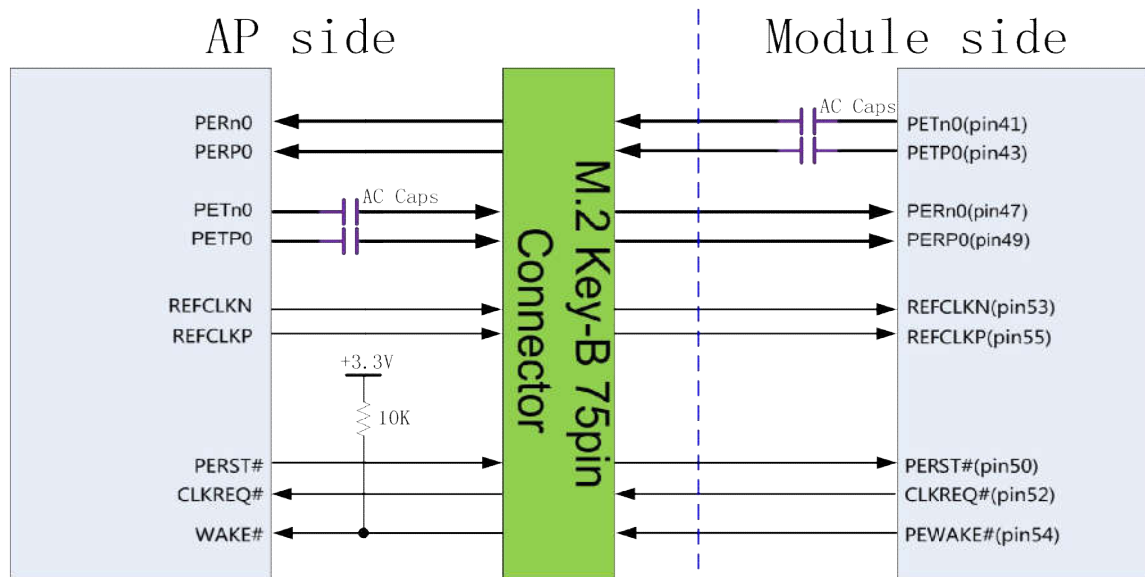 AP side
Module side
PERn0
PERP0
PETn0
PETP0
AC Caps
REFCLKN
REFCLKP
+3.3V
10K
PERST#
CLKREQ#
WAKE#
M.2 Key-B 75pin
Connector
AC Caps
PETn0(pin41)
PETP0(pin43)
PERn0(pin47)
PERP0(pin49)
REFCLKN(pin53)
REFCLKP(pin55)
PERST#(pin50)
CLKREQ#(pin52)
PEWAKE#(pin54)